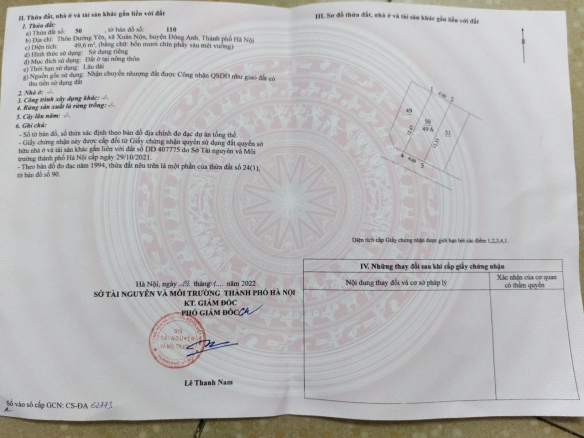 II. Thửa đất, nhà ở và tài sản khác gắn liền với đất
1. Thửa đất:
a) Thửa đất số: 50 , tờ bản đồ số: 110
b) Địa chỉ: Thôn Đường Yên, xã Xuân Nộn, huyện Đông Anh, Thành phố Hà Nội
c) Diện tích: 49,6 m², (bằng chữ: bốn mươi chín phảy sáu mét vuông)
d) Hình thức sử dụng: Sử dụng riêng
đ) Mục đích sử dụng: Đất ở tại nông thôn
e) Thời hạn sử dụng: Lâu dài
g) Nguồn gốc sử dụng: Nhận chuyển nhượng đất được Công nhận QSDĐ như giao đất có
thu tiền sử dụng đất
2. Nhà ở: -/-
3. Công trình xây dựng khác: -/-
4. Rừng sản xuất là rừng trồng: -/-
5. Cây lâu năm: -/-
6. Ghi chú:
- Số tờ bản đồ, số thửa xác định theo bản đồ địa chính đo đạc dự án tổng thể.
- Giấy chứng nhận này được cấp đổi từ Giấy chứng nhận quyền sử dụng đất quyền sở
hữu nhà ở và tài sản khác gắn liền với đất số DD 407775 do Sở Tài nguyên và Môi
trường thành phố Hà Nội cấp ngày 29/10/2021.
- Theo bản đồ đo đạc năm 1994, thửa đất nêu trên là một phần của thửa đất số 24(1),
tờ bản đồ số 90.
Hà Nội, ngày tháng năm 2022
SỞ TÀI NGUYÊN VÀ MÔI TRƯỜNG THÀNH PHỐ HÀ NỘI
KT. GIÁM ĐỐC
PHÓ GIÁM ĐỐC
SỞ
TÀI NGUYÊN
VÀ MÔI TRƯỜNG
Lê Thanh Nam
Số vào sổ cấp GCN: CS-ĐA
III. Sơ đồ thửa đất, nhà ở và tài sản khác gắn liền với đất
49
50
49.6
51
Diện tích cấp Giấy chứng nhận được giới hạn bởi các điểm 1,2,3,4,1.
IV. Những thay đổi sau khi cấp giấy chứng nhận
Nội dung thay đổi và cơ sở pháp lý
Xác nhận của cơ quan
có thẩm quyền